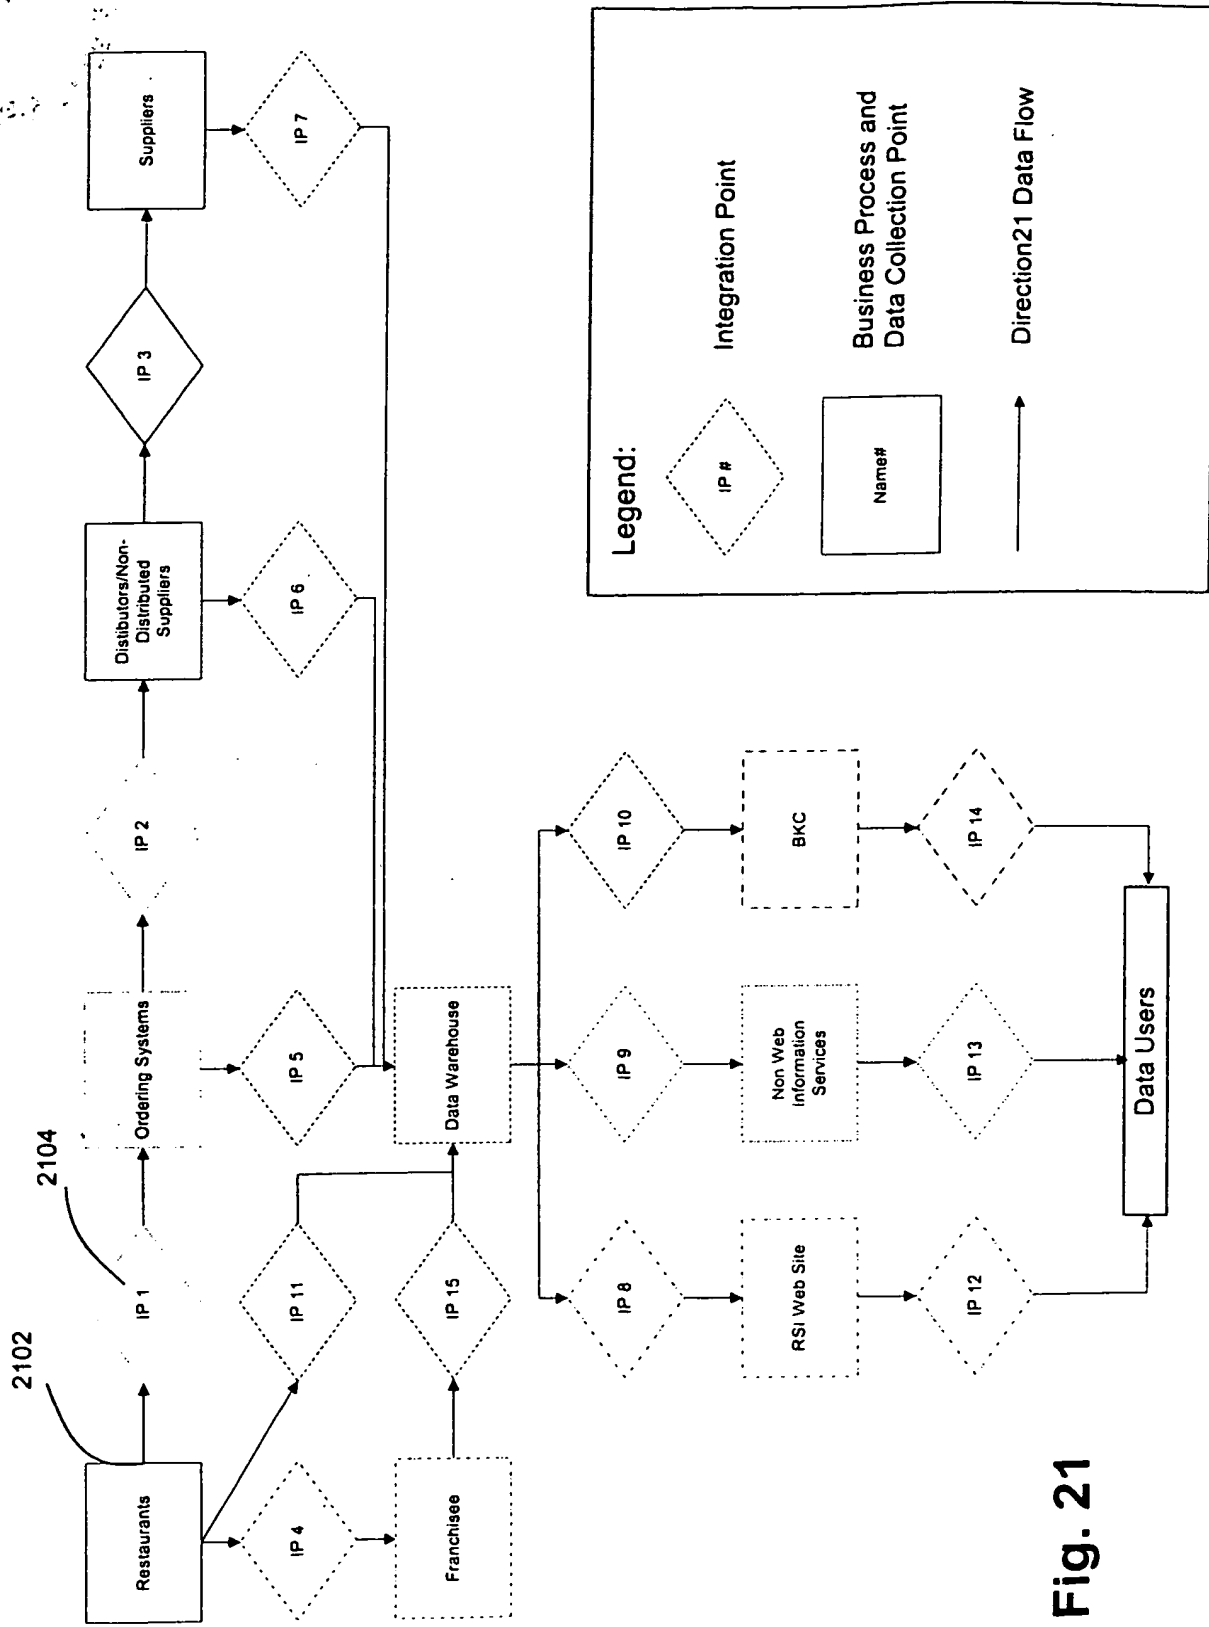 2102
2104
Restaurants
IP 1
Ordering Systems
IP 2
Distibutors/Non-
Distributed
Suppliers
IP 3
Suppliers
IP 4
IP 11
IP 5
IP 6
IP 7
Franchisee
IP 15
Data Warehouse
IP 8
IP 9
IP 10
RSI Web Site
Non Web
Information
Services
BKC
IP 12
IP 13
IP 14
Data Users
Legend:
IP #
Integration Point
Name#
Business Process and
Data Collection Point
Direction21 Data Flow
Fig. 21